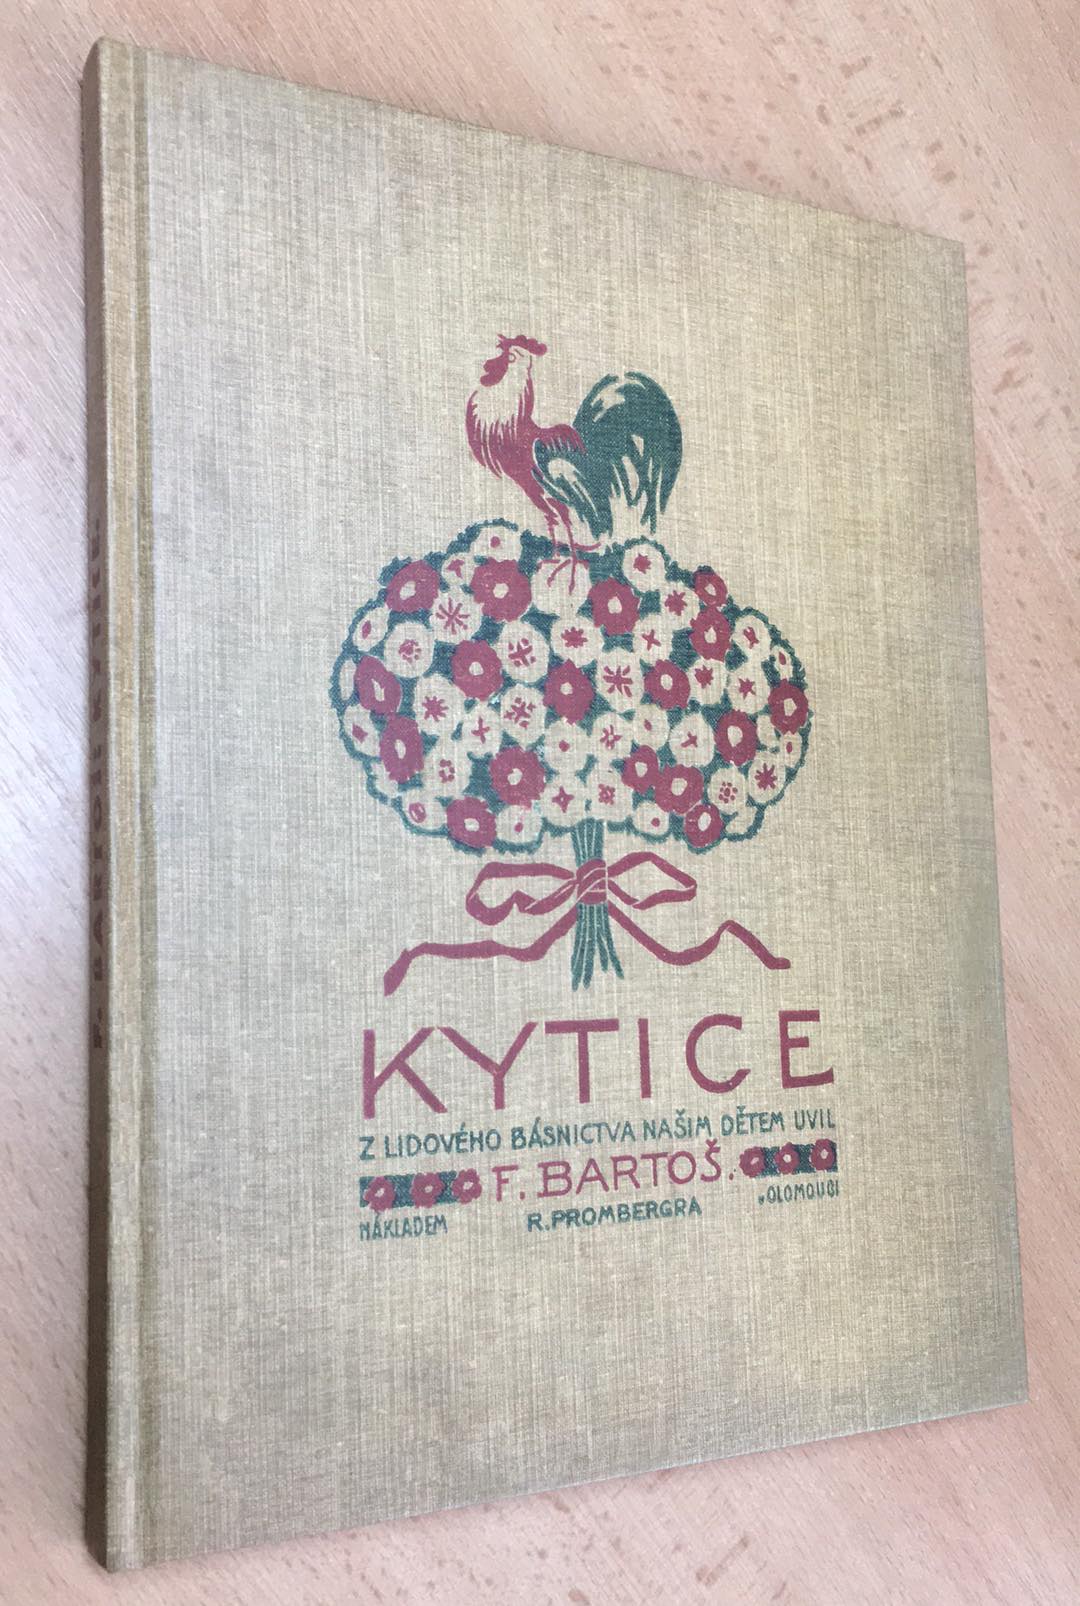 KYTICE
Z LIDOVÉHO BÁSNICTVA NAŠIM DĚTEM UVIL
F. BARTOŠ.
NÁKLADEM R. PROMBERGRA V OLOMOUCI